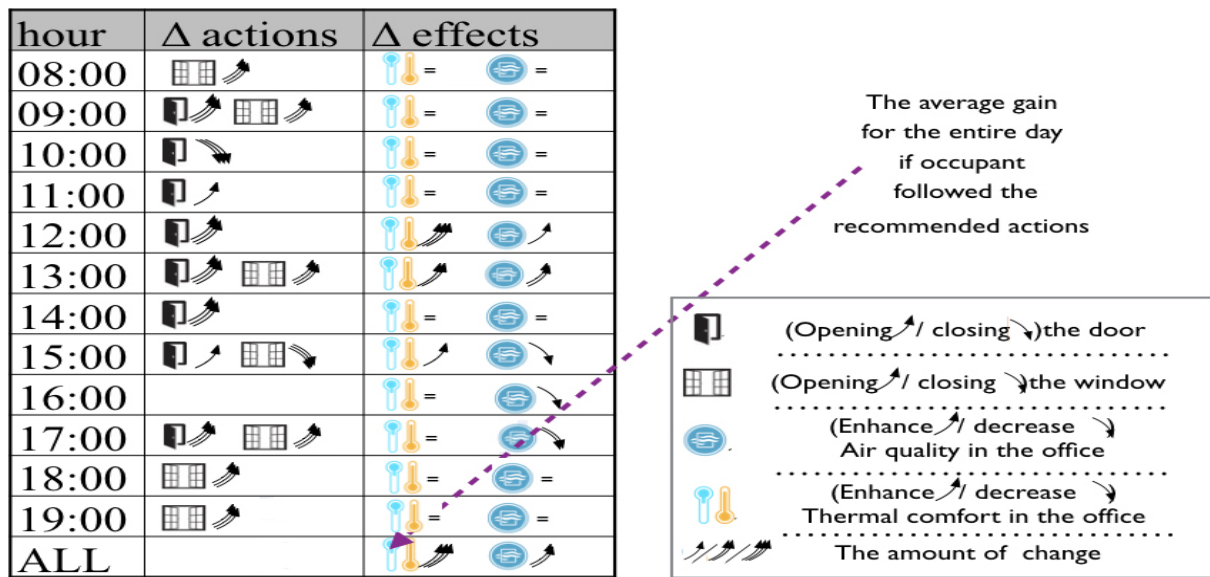 hour Δ actions Δ effects
08:00 = =
09:00 = =
10:00 = =
11:00 = =
12:00
13:00
14:00 = =
15:00
16:00 =
17:00 =
18:00 = =
19:00 = =
ALL
The average gain
for the entire day
if occupant
followed the
recommended actions
(Opening / closing )the door
(Opening / closing )the window
(Enhance / decrease
Air quality in the office
(Enhance / decrease
Thermal comfort in the office
/ / The amount of change